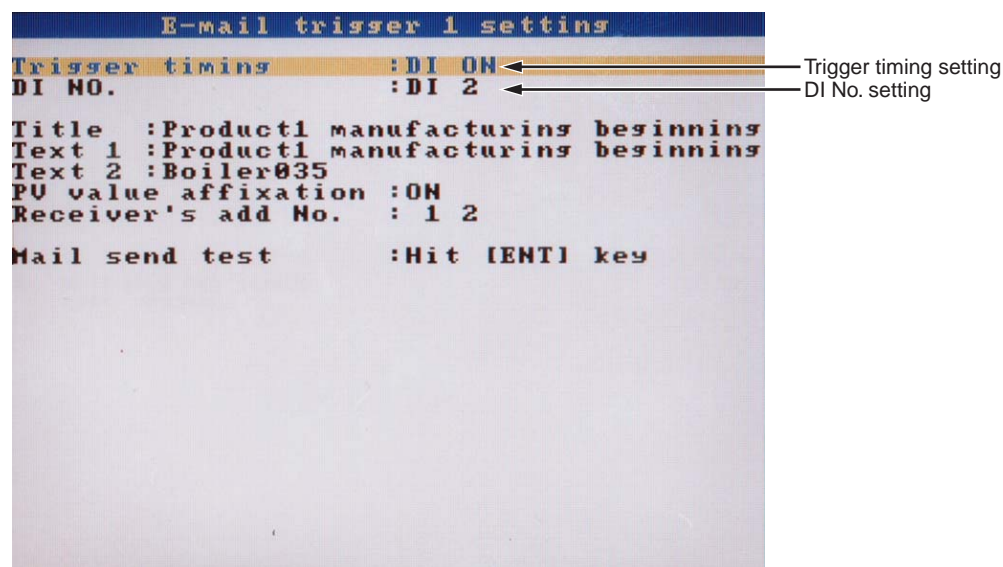 E-mail trigger 1 setting
Trigger timing :DI ON
DI NO. :DI 2
Title :Product1 manufacturing beginning
Text 1 :Product1 manufacturing beginning
Text 2 :Boiler035
PV value affixation :ON
Receiver's add No. : 1 2
Mail send test :Hit [ENT] key
Trigger timing setting
DI No. setting